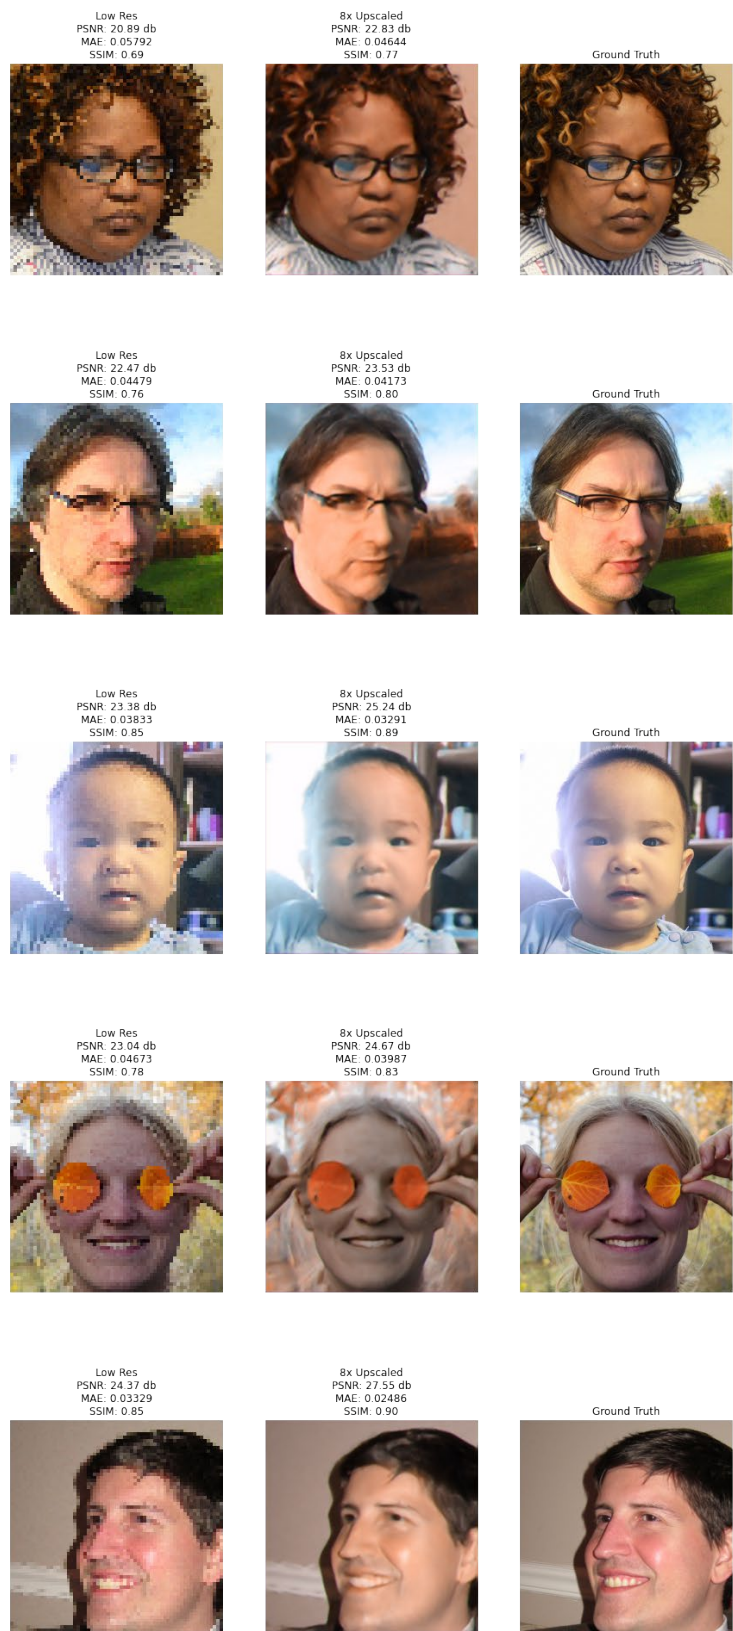 Low Res
PSNR: 20.89 db
MAE: 0.05792
SSIM: 0.69
8x Upscaled
PSNR: 22.83 db
MAE: 0.04644
SSIM: 0.77
Ground Truth
Low Res
PSNR: 22.47 db
MAE: 0.04479
SSIM: 0.76
8x Upscaled
PSNR: 23.53 db
MAE: 0.04173
SSIM: 0.80
Ground Truth
Low Res
PSNR: 23.38 db
MAE: 0.03833
SSIM: 0.85
8x Upscaled
PSNR: 25.24 db
MAE: 0.03291
SSIM: 0.89
Ground Truth
Low Res
PSNR: 23.04 db
MAE: 0.04673
SSIM: 0.78
8x Upscaled
PSNR: 24.67 db
MAE: 0.03987
SSIM: 0.83
Ground Truth
Low Res
PSNR: 24.37 db
MAE: 0.03329
SSIM: 0.85
8x Upscaled
PSNR: 27.55 db
MAE: 0.02486
SSIM: 0.90
Ground Truth